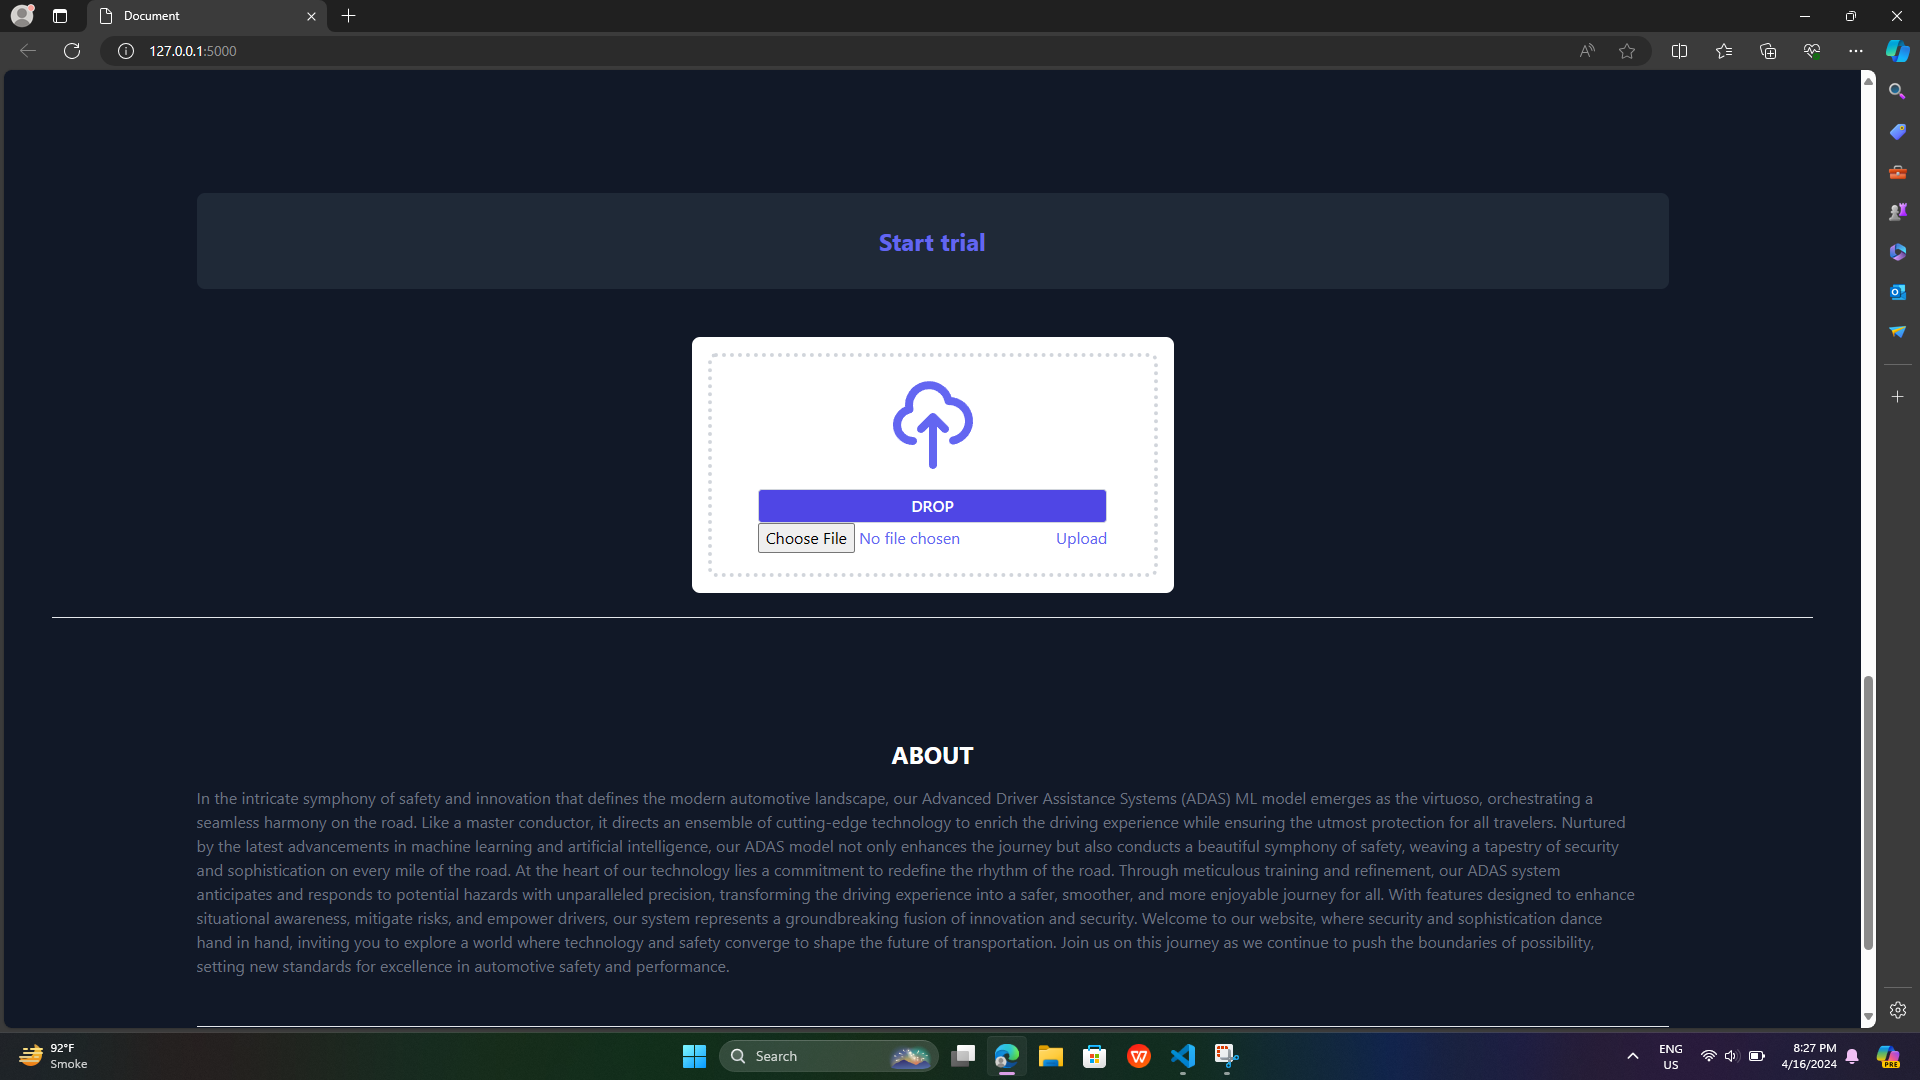 Document
127.0.0.1:5000
Start trial
DROP
Choose File No file chosen Upload
ABOUT
In the intricate symphony of safety and innovation that defines the modern automotive landscape, our Advanced Driver Assistance Systems (ADAS) ML model emerges as the virtuoso, orchestrating a
seamless harmony on the road. Like a master conductor, it directs an ensemble of cutting-edge technology to enrich the driving experience while ensuring the utmost protection for all travelers. Nurtured
by the latest advancements in machine learning and artificial intelligence, our ADAS model not only enhances the journey but also conducts a beautiful symphony of safety, weaving a tapestry of security
and sophistication on every mile of the road. At the heart of our technology lies a commitment to redefine the rhythm of the road. Through meticulous training and refinement, our ADAS system
anticipates and responds to potential hazards with unparalleled precision, transforming the driving experience into a safer, smoother, and more enjoyable journey for all. With features designed to enhance
situational awareness, mitigate risks, and empower drivers, our system represents a groundbreaking fusion of innovation and security. Welcome to our website, where security and sophistication dance
hand in hand, inviting you to explore a world where technology and safety converge to shape the future of transportation. Join us on this journey as we continue to push the boundaries of possibility,
setting new standards for excellence in automotive safety and performance.
92°F
Smoke
Search
ENG
US
8:27 PM
4/16/2024
PRE